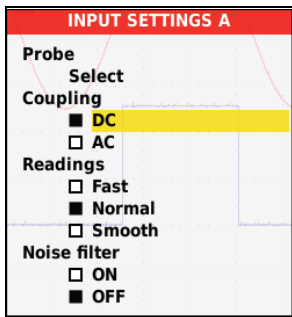 INPUT SETTINGS A
Probe
Select
Coupling
DC
AC
Readings
Fast
Normal
Smooth
Noise filter
ON
OFF